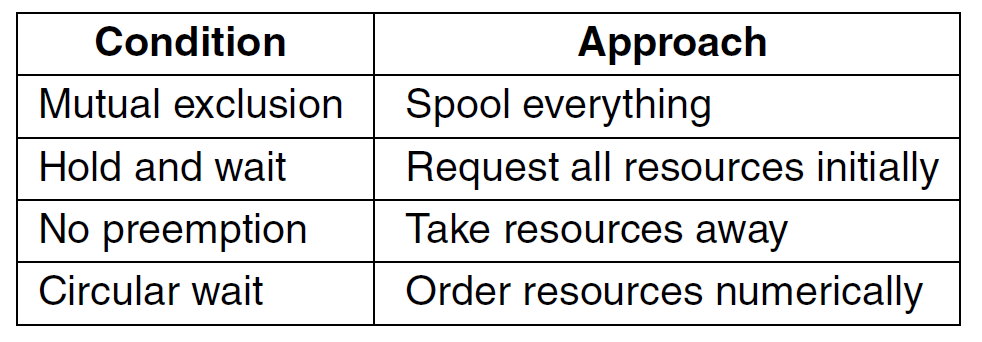 Condition Approach
Mutual exclusion Spool everything
Hold and wait Request all resources initially
No preemption Take resources away
Circular wait Order resources numerically